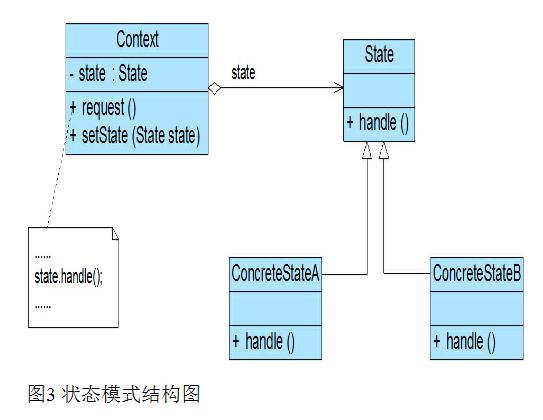 Context
- state : State
+ request ()
+ setState (State state)
state
State
+ handle ()
......
state.handle();
......
ConcreteStateA
+ handle ()
ConcreteStateB
+ handle ()
图3 状态模式结构图